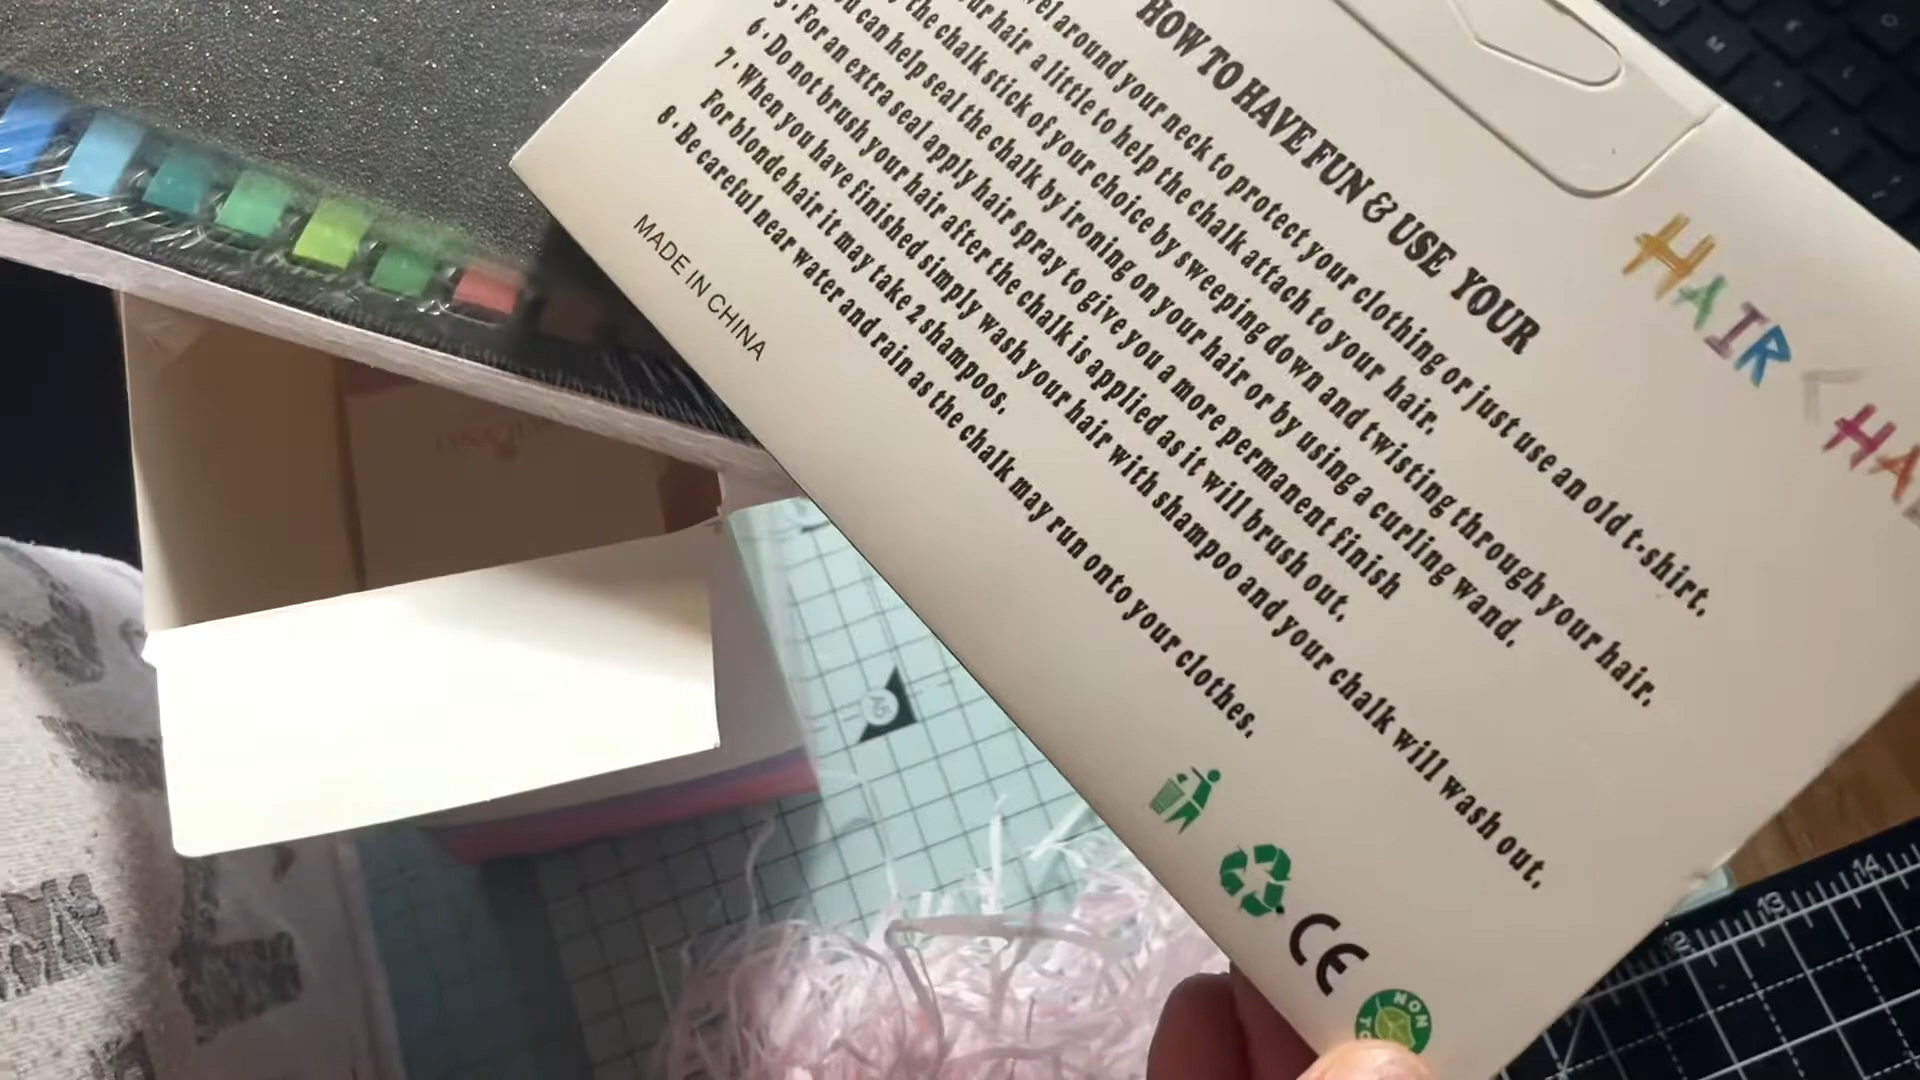 HOW TO HAVE FUN & USE YOUR
HAIR
around your neck to protect your clothing or just use an old t-shirt.
hair a little to help the chalk attach to your hair.
the chalk stick of your choice by sweeping down and twisting through your hair.
can help seal the chalk by ironing on your hair or by using a curling wand.
5. For an extra seal apply hair spray to give you a more permanent finish
6. Do not brush your hair after the chalk is applied as it will brush out.
7. When you have finished simply wash your hair with shampoo and your chalk will wash out.
For blonde hair it may take 2 shampoos.
8. Be careful near water and rain as the chalk may run onto your clothes.
MADE IN CHINA
CE
NON
12 13 14
M